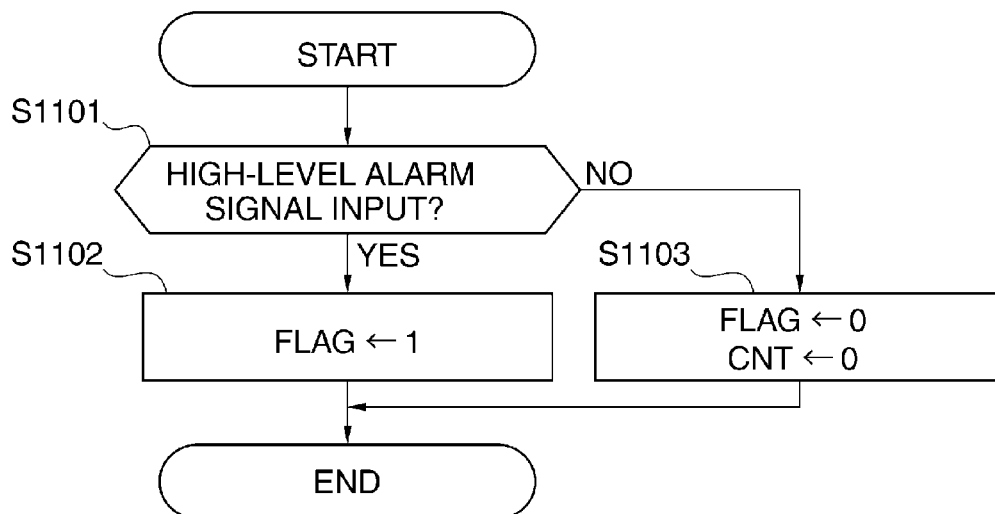 START
S1101
HIGH-LEVEL ALARM
SIGNAL INPUT?
NO
YES
S1102
FLAG ← 1
S1103
FLAG ← 0
CNT ← 0
END